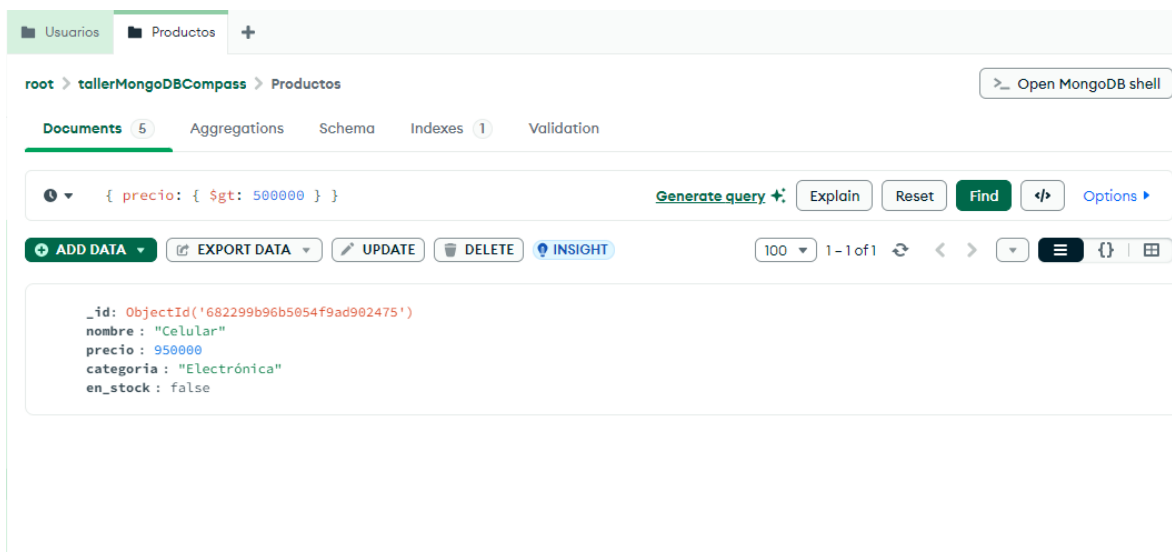 Usuarios Productos +
root > tallerMongoDBCompass > Productos >_ Open MongoDB shell
Documents 5 Aggregations Schema Indexes 1 Validation
{ precio: { $gt: 500000 } } Generate query Explain Reset Find </> Options
ADD DATA EXPORT DATA UPDATE DELETE INSIGHT 100 1 – 1 of 1 < > {}
_id: ObjectId('682299b96b5054f9ad902475')
nombre : "Celular"
precio : 950000
categoria : "Electrónica"
en_stock : false